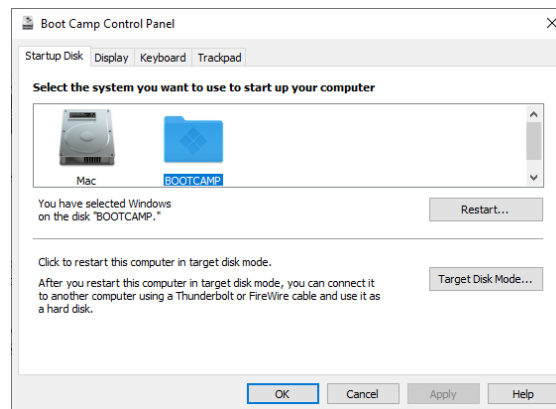 Boot Camp Control Panel
Startup Disk Display Keyboard Trackpad
Select the system you want to use to start up your computer
Mac BOOTCAMP
You have selected Windows
on the disk "BOOTCAMP."
Restart...
Click to restart this computer in target disk mode.
After you restart this computer in target disk mode, you can connect it
to another computer using a Thunderbolt or FireWire cable and use it as
a hard disk.
Target Disk Mode...
OK Cancel Apply Help